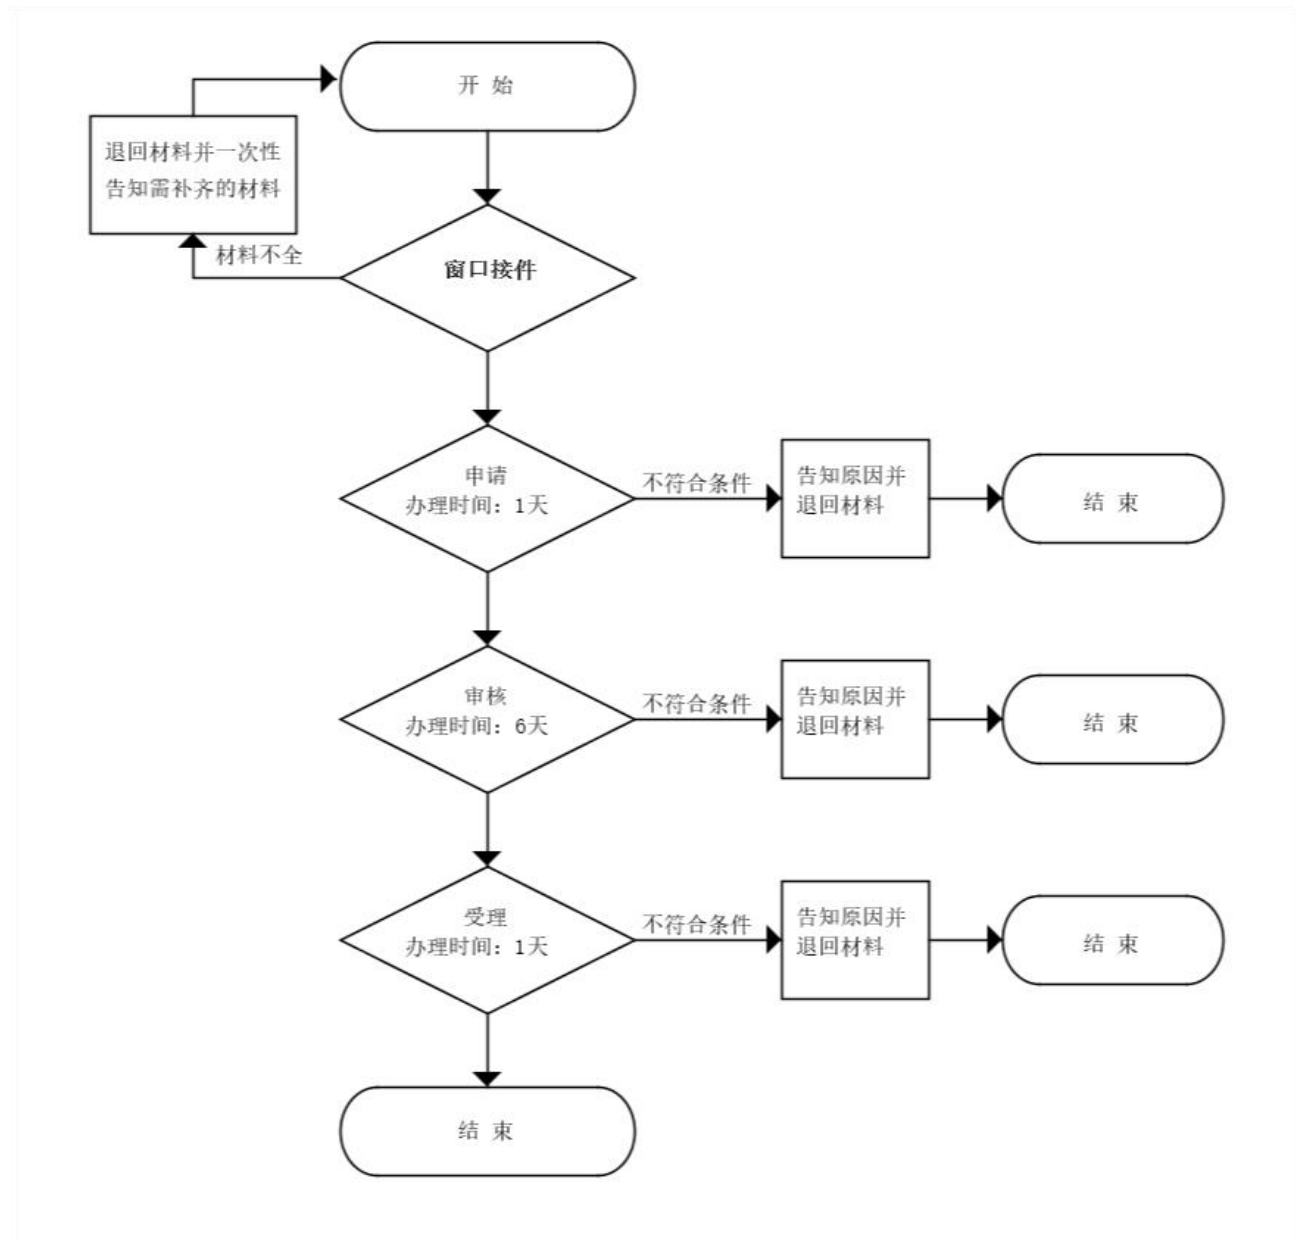 开 始
退回材料并一次性
告知需补齐的材料
材料不全
窗口接件
申请
办理时间：1天
不符合条件
告知原因并
退回材料
结 束
审核
办理时间：6天
不符合条件
告知原因并
退回材料
结 束
受理
办理时间：1天
不符合条件
告知原因并
退回材料
结 束
结 束